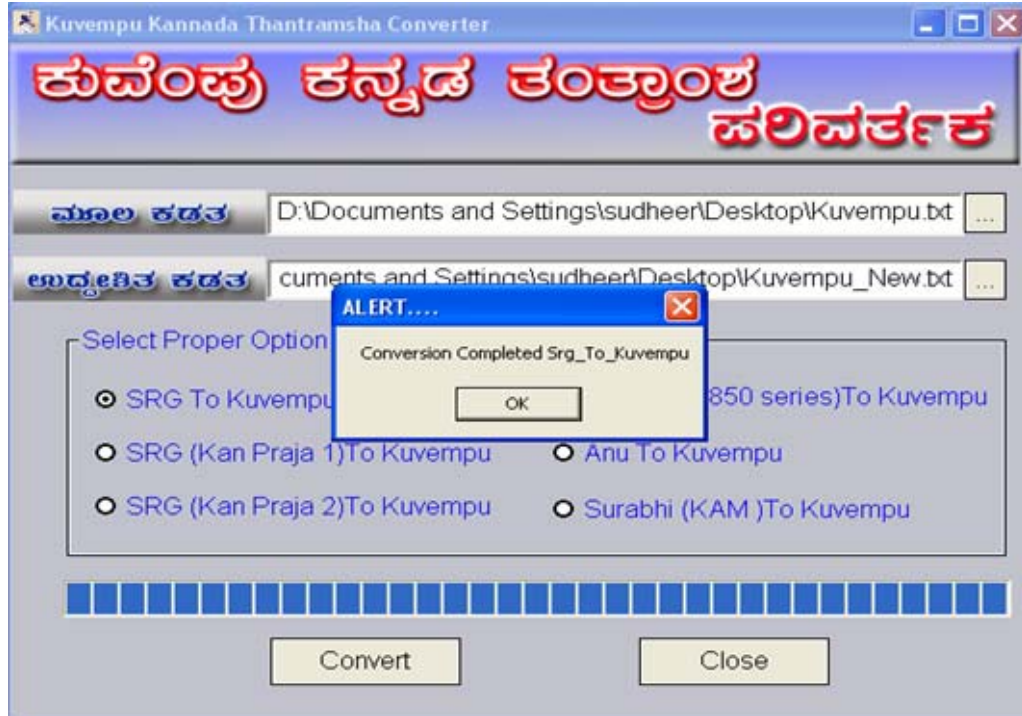 Kuvempu Kannada Thantramsha Converter
ಕುವೆಂಪು ಕನ್ನಡ ತಂತ್ರಾಂಶ
ಪರಿವರ್ತಕ
ಮೂಲ ಕಡತ D:\Documents and Settings\sudheer\Desktop\Kuvempu.txt ...
ಉದ್ದೇಶಿತ ಕಡತ cuments and Settings\sudheer\Desktop\Kuvempu_New.txt ...
ALERT....
Conversion Completed Srg_To_Kuvempu
OK
Select Proper Option
SRG To Kuvempu 850 series)To Kuvempu
SRG (Kan Praja 1)To Kuvempu Anu To Kuvempu
SRG (Kan Praja 2)To Kuvempu Surabhi (KAM )To Kuvempu
Convert Close